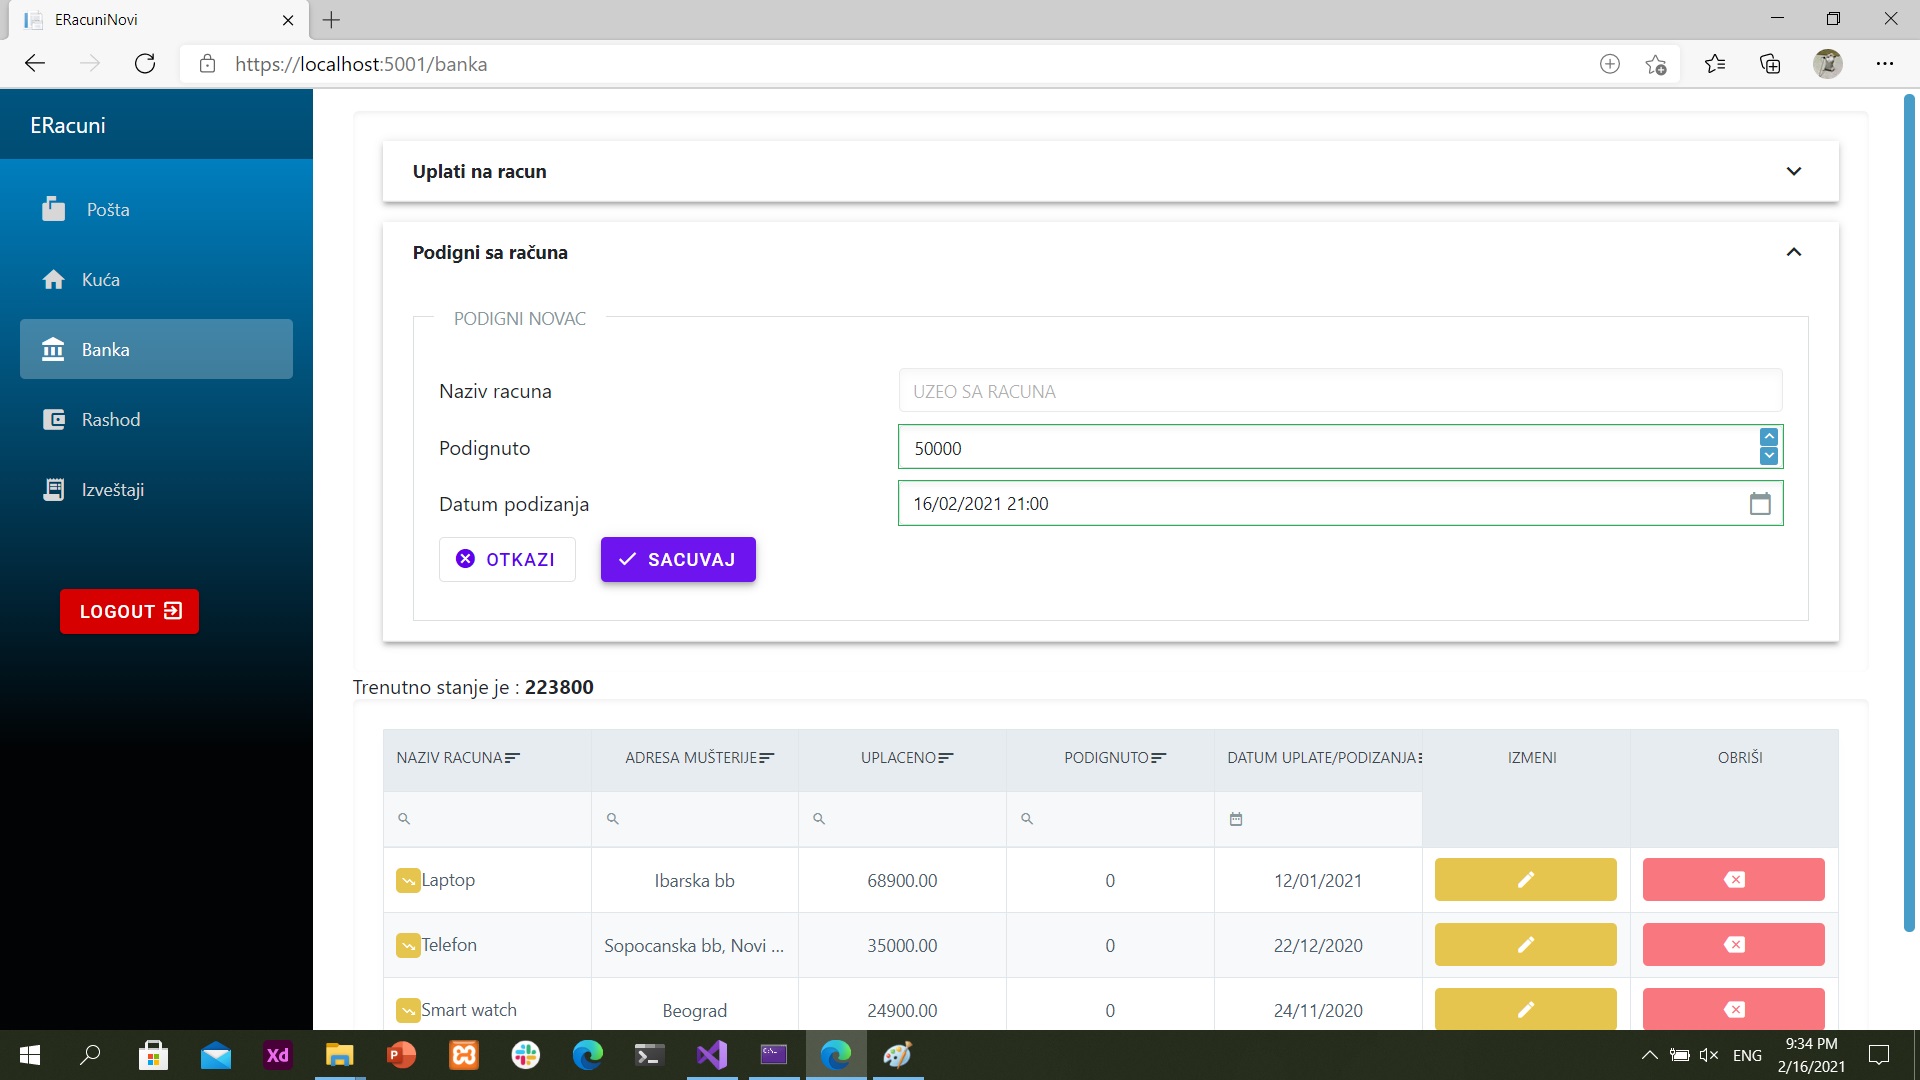 ERacuniNovi
https://localhost:5001/banka
ERacuni
Pošta
Kuća
Banka
Rashod
Izveštaji
LOGOUT
Uplati na racun
Podigni sa računa
PODIGNI NOVAC
Naziv racuna UZEO SA RACUNA
Podignuto 50000
Datum podizanja 16/02/2021 21:00
OTKAZI SACUVAJ
Trenutno stanje je : 223800
NAZIV RACUNA ADRESA MUŠTERIJE UPLACENO PODIGNUTO DATUM UPLATE/PODIZANJA IZMENI OBRIŠI
Laptop Ibarska bb 68900.00 0 12/01/2021
Telefon Sopocanska bb, Novi ... 35000.00 0 22/12/2020
Smart watch Beograd 24900.00 0 24/11/2020
Xd
ENG
9:34 PM
2/16/2021